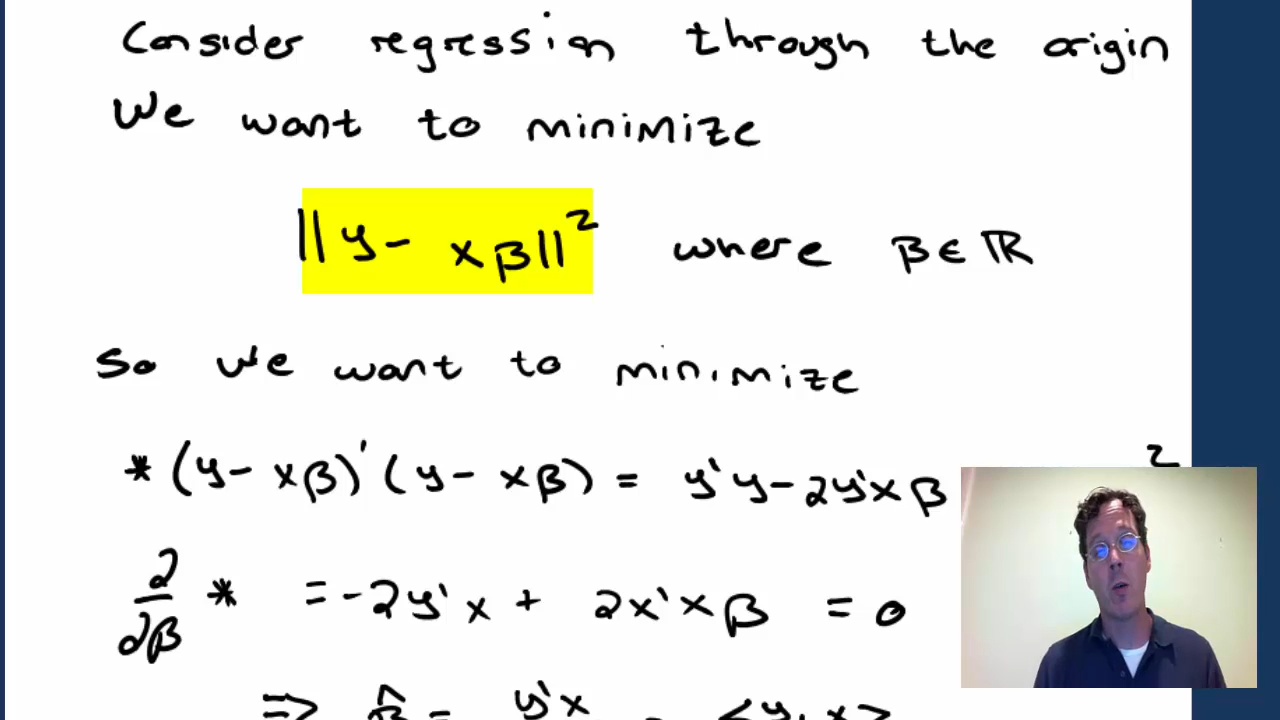 Consider regression through the origin
We want to minimize
||y - xβ||² where β ∈ ℝ
So we want to minimize
* (y - xβ)' (y - xβ) = y'y - 2y'xβ 2
∂/∂β * = -2y'x + 2x'xβ = 0
⇒ β̂ = y'x = <y, x>